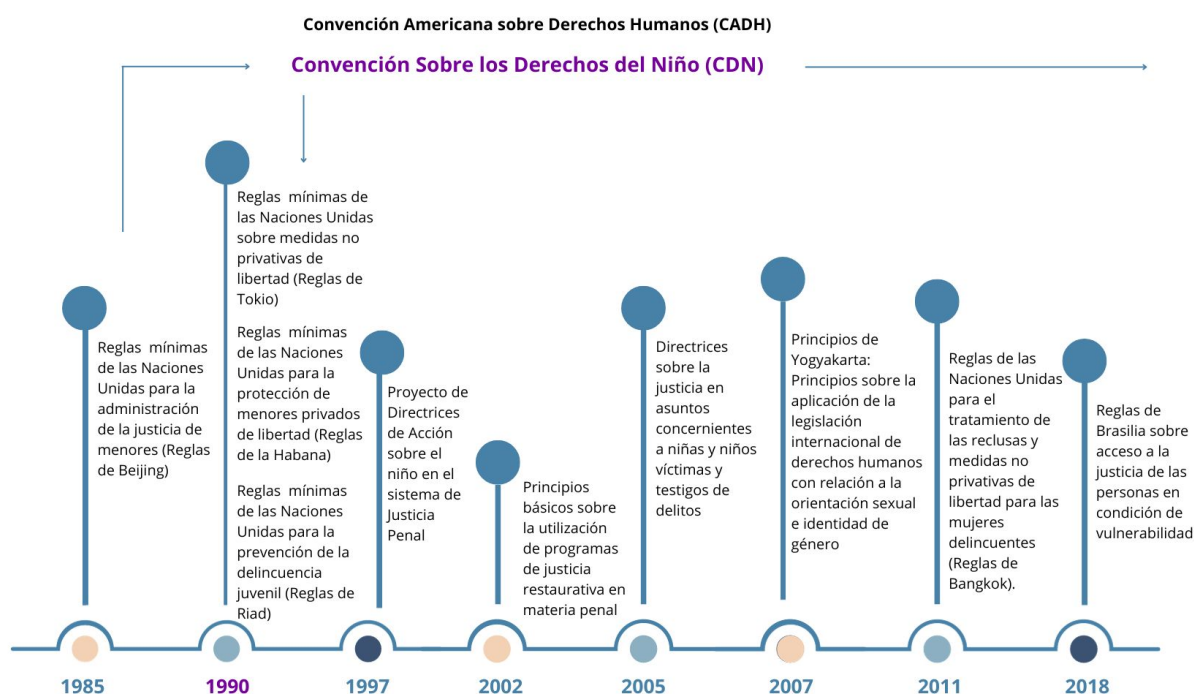 Convención Americana sobre Derechos Humanos (CADH)
Convención Sobre los Derechos del Niño (CDN)
Reglas mínimas
de las Naciones
Unidas para la
administración
de la justicia de
menores (Reglas
de Beijing)
Reglas mínimas de
las Naciones Unidas
sobre medidas no
privativas de
libertad (Reglas de
Tokio)
Reglas mínimas
de las Naciones
Unidas para la
protección de
menores privados
de libertad (Reglas
de la Habana)
Reglas mínimas
de las Naciones
Unidas para la
prevención de la
delincuencia
juvenil (Reglas de
Riad)
Proyecto de
Directrices
de Acción
sobre el
niño en el
sistema de
Justicia
Penal
Principios
básicos sobre
la utilización
de programas
de justicia
restaurativa en
materia penal
Directrices
sobre la
justicia en
asuntos
concernientes
a niñas y niños
víctimas y
testigos de
delitos
Principios de
Yogyakarta:
Principios sobre la
aplicación de la
legislación
internacional de
derechos humanos
con relación a la
orientación sexual
e identidad de
género
Reglas de las
Naciones Unidas
para el
tratamiento de
las reclusas y
medidas no
privativas de
libertad para las
mujeres
delincuentes
(Reglas de
Bangkok).
Reglas de
Brasilia sobre
acceso a la
justicia de las
personas en
condición de
vulnerabilidad
1985
1990
1997
2002
2005
2007
2011
2018